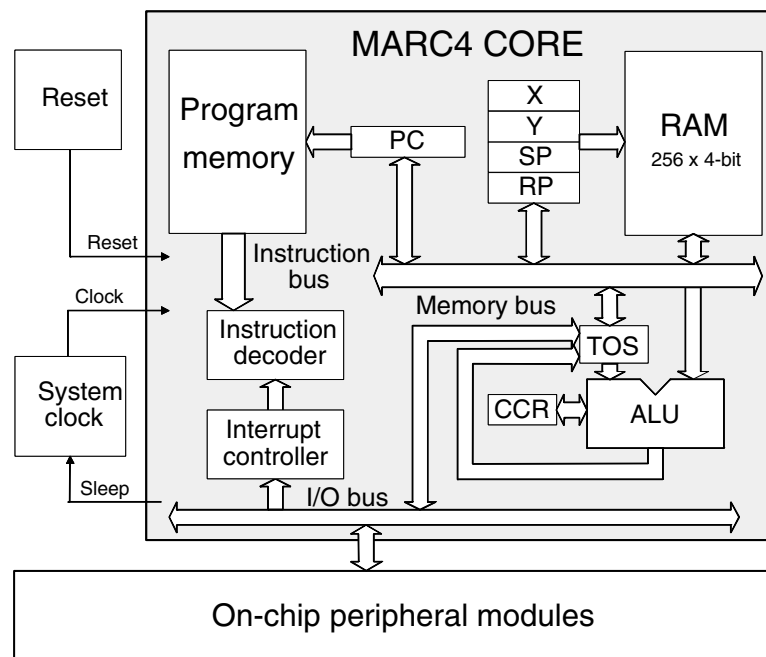 MARC4 CORE
Reset
Program
memory
PC
X
Y
SP
RP
RAM
256 x 4-bit
Reset
Instruction
bus
Clock
Memory bus
Instruction
decoder
TOS
System
clock
CCR
ALU
Interrupt
controller
Sleep
I/O bus
On-chip peripheral modules